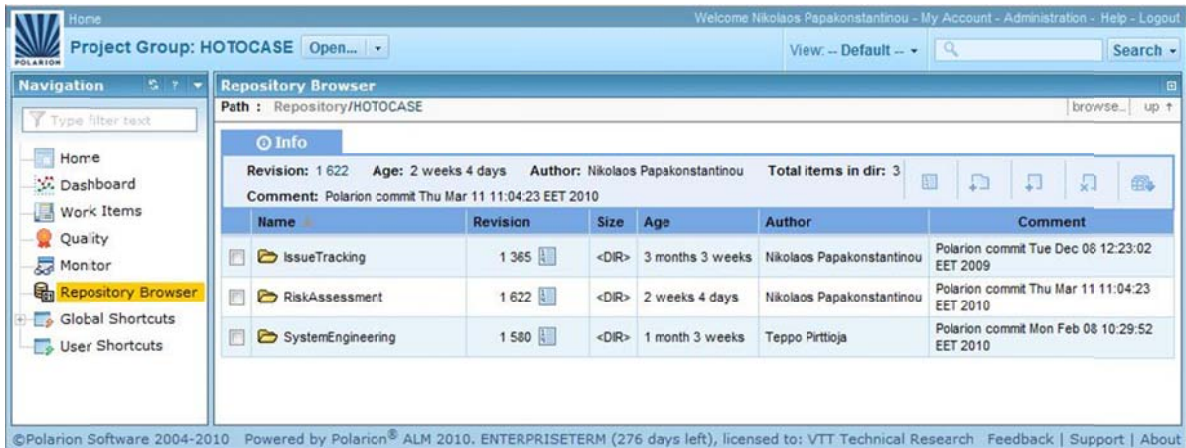 Home Welcome Nikolaos Papakonstantinou - My Account - Administration - Help - Logout
POLARION
Project Group: HOTOCASE Open... View: -- Default -- Search
Navigation ?
Type filter text
Home
Dashboard
Work Items
Quality
Monitor
Repository Browser
Global Shortcuts
User Shortcuts
Repository Browser
Path : Repository/HOTOCASE browse... up ↑
Info
Revision: 1 622 Age: 2 weeks 4 days Author: Nikolaos Papakonstantinou Total items in dir: 3
Comment: Polarion commit Thu Mar 11 11:04:23 EET 2010
Name Revision Size Age Author Comment
IssueTracking 1 365 <DIR> 3 months 3 weeks Nikolaos Papakonstantinou Polarion commit Tue Dec 08 12:23:02
EET 2009
RiskAssessment 1 622 <DIR> 2 weeks 4 days Nikolaos Papakonstantinou Polarion commit Thu Mar 11 11:04:23
EET 2010
SystemEngineering 1 580 <DIR> 1 month 3 weeks Teppo Pirttioja Polarion commit Mon Feb 08 10:29:52
EET 2010
©Polarion Software 2004-2010 Powered by Polarion® ALM 2010. ENTERPRISETERM (276 days left), licensed to: VTT Technical Research Feedback | Support | About